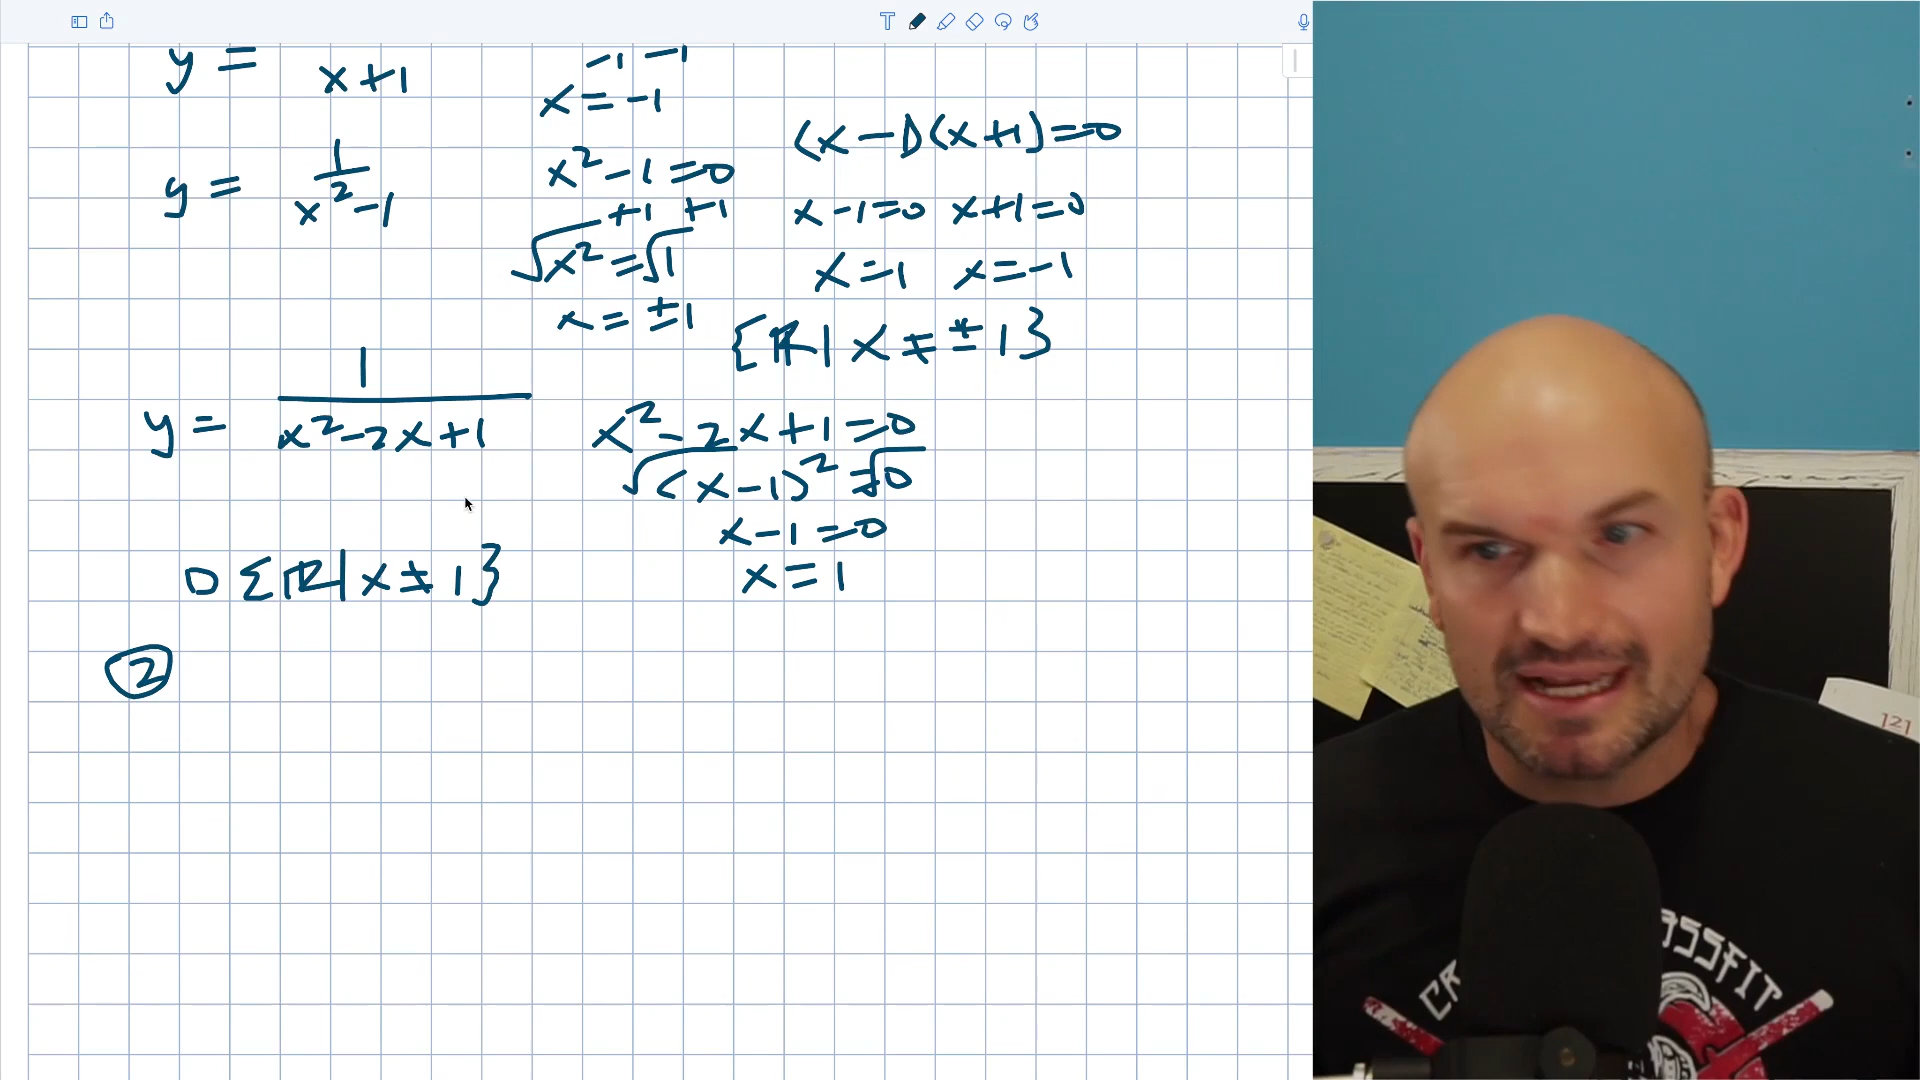 y =
x+1
-1 -1
x = -1
y = 1/(x²-1)
x²-1=0
+1 +1
√x² = √1
x = ±1
(x-1)(x+1)=0
x-1=0 x+1=0
x=1 x=-1
{ℝ| x ≠ ±1}
y = 1/(x²-2x+1)
x²-2x+1=0
√(x-1)² = √0
x-1=0
x=1
D {ℝ| x ≠ 1}
②
121